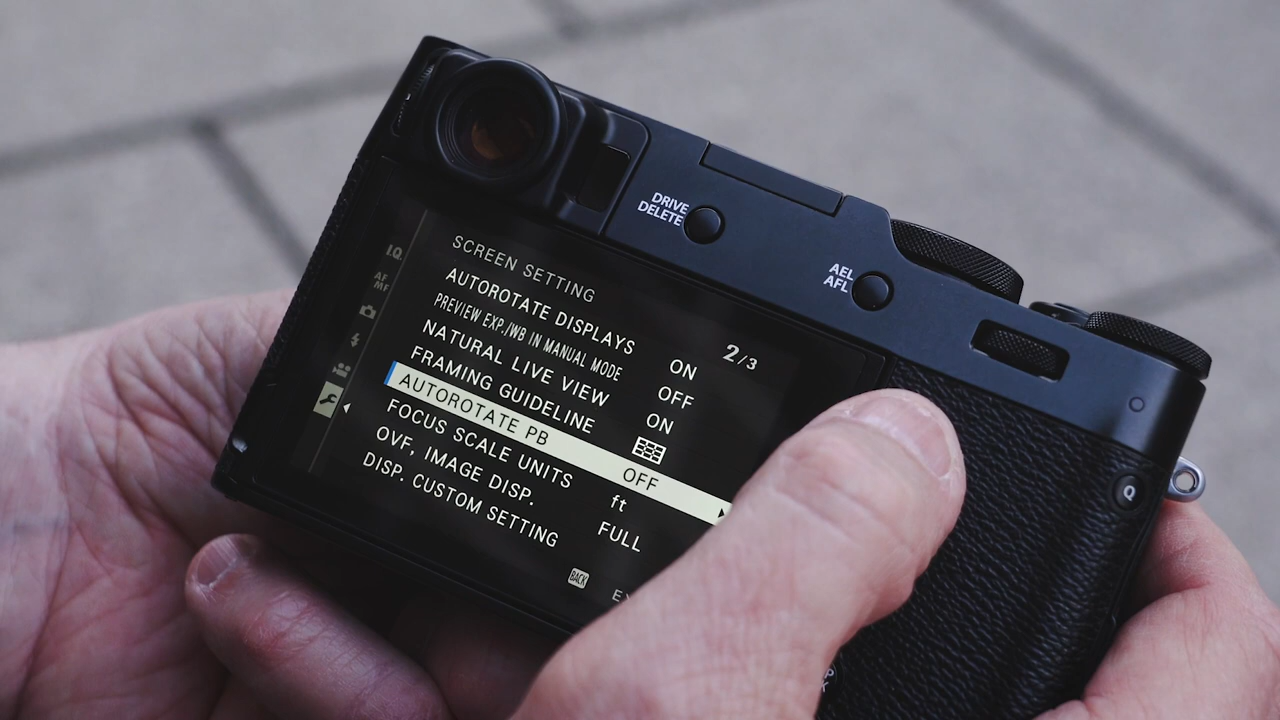 DRIVE
DELETE
AEL
AFL
Q
SCREEN SETTING
2/3
I.Q.
AF
MF
AUTOROTATE DISPLAYS ON
PREVIEW EXP./WB IN MANUAL MODE OFF
NATURAL LIVE VIEW ON
FRAMING GUIDELINE
AUTOROTATE PB OFF
FOCUS SCALE UNITS ft
OVF, IMAGE DISP. FULL
DISP. CUSTOM SETTING
BACK